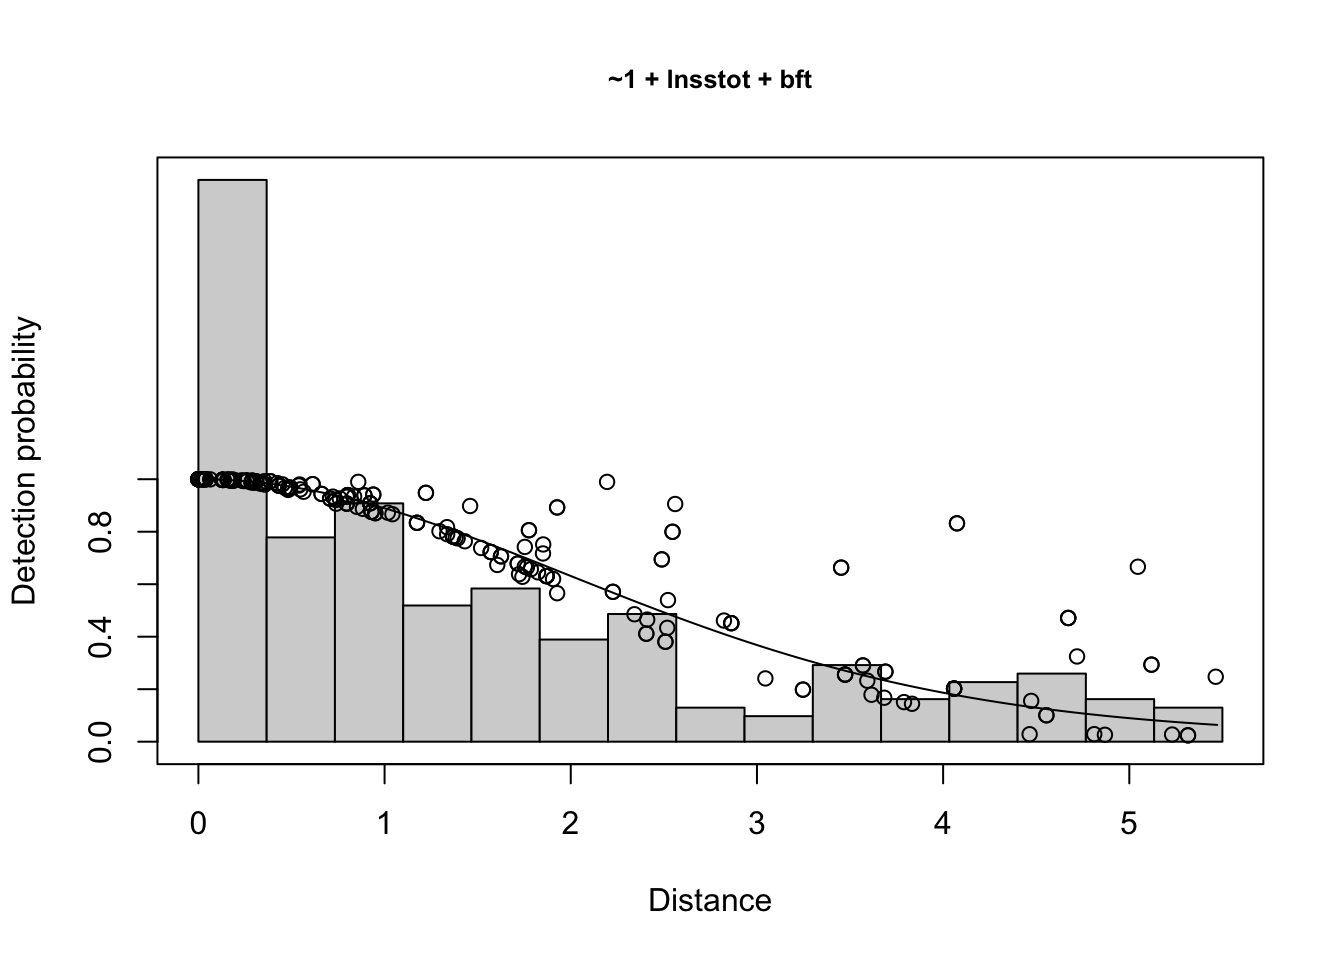 ~1 + lnsstot + bft
Detection probability
0.8
0.4
0.0
0 1 2 3 4 5
Distance